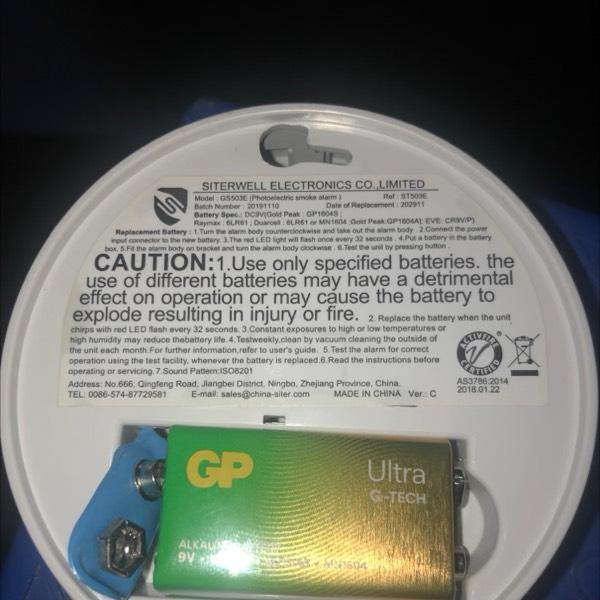 SITERWELL ELECTRONICS CO.,LIMITED
Model : GS503E (Photoelectric smoke alarm ) Ref : ST503E
Batch Number : 20191110 Date of Replacement : 202911
Battery Spec.: DC9V(Gold Peak : GP1604S ;
Raymax : 6LR61 ; Duarcell : 6LR61 or MN1604 ;Gold Peak:GP1604A; EVE: CR9V/P)
Replacement Battery : 1.Turn the alarm body counterclockwise and take out the alarm body . 2.Connect the power
input connector to the new battery. 3.The red LED light will flash once every 32 seconds . 4.Put a battery in the battery
box. 5.Fit the alarm body on bracket and turn the alarm body clockwise . 6.Test the unit by pressing button .
CAUTION:1.Use only specified batteries. the
use of different batteries may have a detrimental
effect on operation or may cause the battery to
explode resulting in injury or fire. 2. Replace the battery when the unit
chirps with red LED flash every 32 seconds. 3.Constant exposures to high or low temperatures or
high humidity may reduce thebattery life. 4.Testweekly,clean by vacuum cleaning the outside of
the unit each month.For further information,refer to user's guide. 5.Test the alarm for correct
operation using the test facility, whenever the battery is replaced.6.Read the instructions before
operating or servicing. 7.Sound Pattern:ISO8201
ACTIVFIRE
CERTIFIED
Address: No.666, Qingfeng Road, Jiangbei District, Ningbo, Zhejiang Province, China.
TEL: 0086-574-87729581 E-mail: sales@china-siter.com MADE IN CHINA Ver.: C
AS3786:2014
2018.01.22
GP
Ultra
G-TECH
ALKALINE
9V MN1604